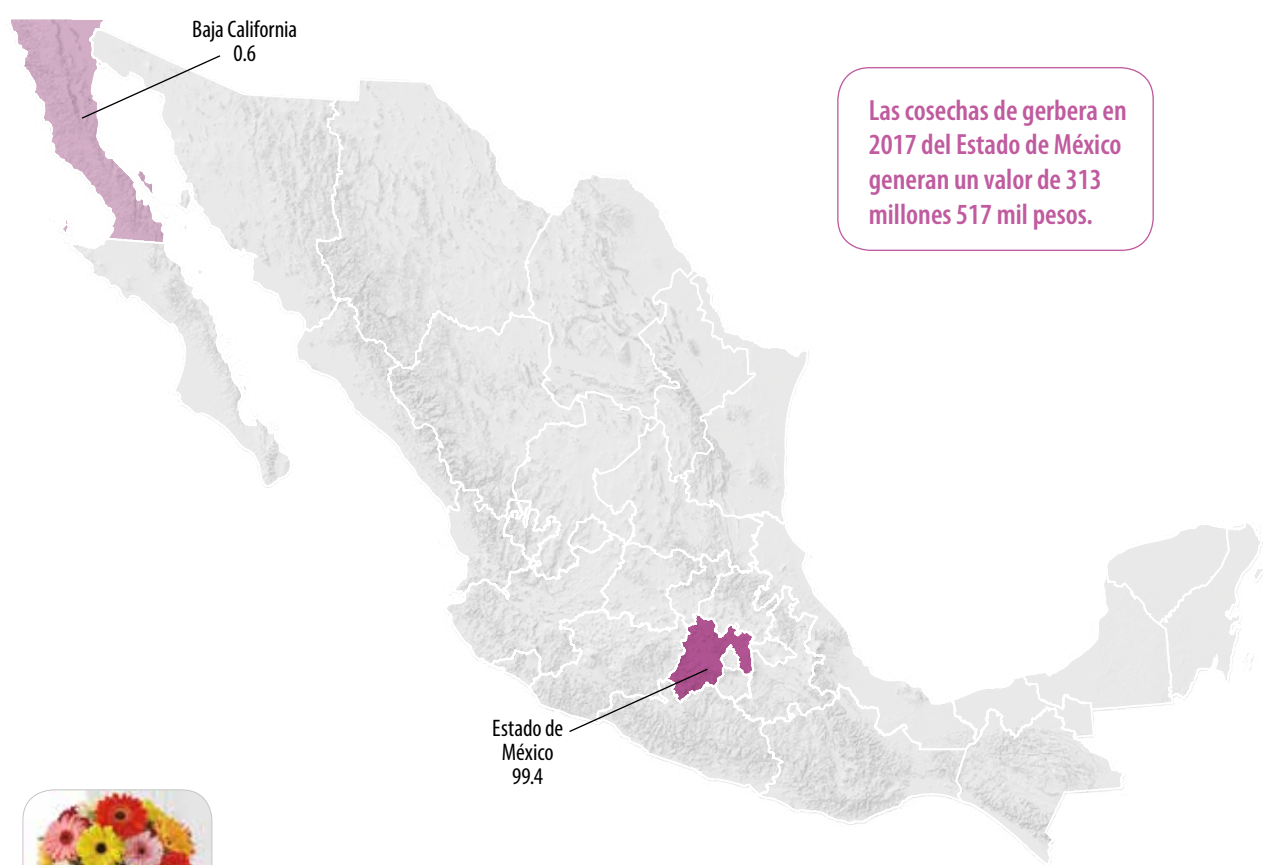 Baja California
0.6
Las cosechas de gerbera en
2017 del Estado de México
generan un valor de 313
millones 517 mil pesos.
Estado de
México
99.4